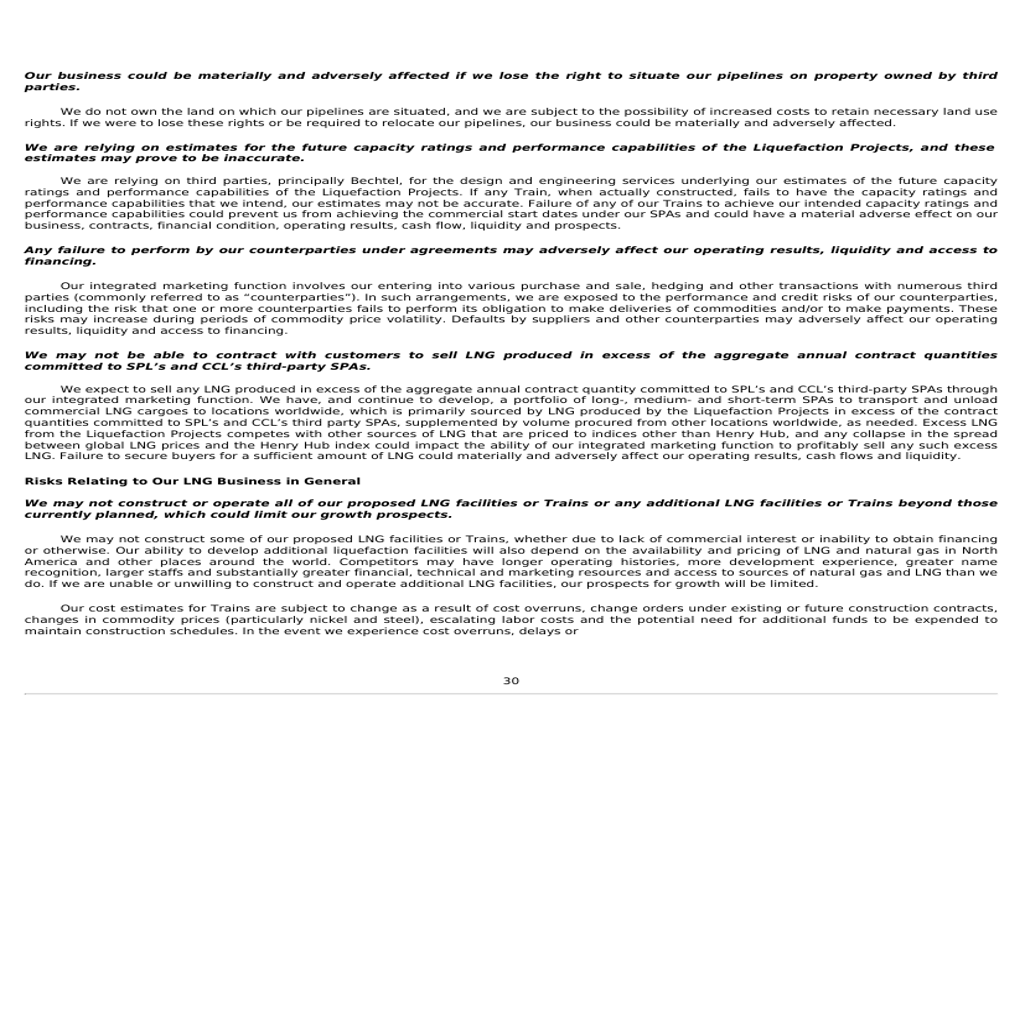 Our business could be materially and adversely affected if we lose the right to situate our pipelines on property owned by third
parties.
We do not own the land on which our pipelines are situated, and we are subject to the possibility of increased costs to retain necessary land use
rights. If we were to lose these rights or be required to relocate our pipelines, our business could be materially and adversely affected.
We are relying on estimates for the future capacity ratings and performance capabilities of the Liquefaction Projects, and these
estimates may prove to be inaccurate.
We are relying on third parties, principally Bechtel, for the design and engineering services underlying our estimates of the future capacity
ratings and performance capabilities of the Liquefaction Projects. If any Train, when actually constructed, fails to have the capacity ratings and
performance capabilities that we intend, our estimates may not be accurate. Failure of any of our Trains to achieve our intended capacity ratings and
performance capabilities could prevent us from achieving the commercial start dates under our SPAs and could have a material adverse effect on our
business, contracts, financial condition, operating results, cash flow, liquidity and prospects.
Any failure to perform by our counterparties under agreements may adversely affect our operating results, liquidity and access to
financing.
Our integrated marketing function involves our entering into various purchase and sale, hedging and other transactions with numerous third
parties (commonly referred to as “counterparties”). In such arrangements, we are exposed to the performance and credit risks of our counterparties,
including the risk that one or more counterparties fails to perform its obligation to make deliveries of commodities and/or to make payments. These
risks may increase during periods of commodity price volatility. Defaults by suppliers and other counterparties may adversely affect our operating
results, liquidity and access to financing.
We may not be able to contract with customers to sell LNG produced in excess of the aggregate annual contract quantities
committed to SPL’s and CCL’s third-party SPAs.
We expect to sell any LNG produced in excess of the aggregate annual contract quantity committed to SPL’s and CCL’s third-party SPAs through
our integrated marketing function. We have, and continue to develop, a portfolio of long-, medium- and short-term SPAs to transport and unload
commercial LNG cargoes to locations worldwide, which is primarily sourced by LNG produced by the Liquefaction Projects in excess of the contract
quantities committed to SPL’s and CCL’s third party SPAs, supplemented by volume procured from other locations worldwide, as needed. Excess LNG
from the Liquefaction Projects competes with other sources of LNG that are priced to indices other than Henry Hub, and any collapse in the spread
between global LNG prices and the Henry Hub index could impact the ability of our integrated marketing function to profitably sell any such excess
LNG. Failure to secure buyers for a sufficient amount of LNG could materially and adversely affect our operating results, cash flows and liquidity.
Risks Relating to Our LNG Business in General
We may not construct or operate all of our proposed LNG facilities or Trains or any additional LNG facilities or Trains beyond those
currently planned, which could limit our growth prospects.
We may not construct some of our proposed LNG facilities or Trains, whether due to lack of commercial interest or inability to obtain financing
or otherwise. Our ability to develop additional liquefaction facilities will also depend on the availability and pricing of LNG and natural gas in North
America and other places around the world. Competitors may have longer operating histories, more development experience, greater name
recognition, larger staffs and substantially greater financial, technical and marketing resources and access to sources of natural gas and LNG than we
do. If we are unable or unwilling to construct and operate additional LNG facilities, our prospects for growth will be limited.
Our cost estimates for Trains are subject to change as a result of cost overruns, change orders under existing or future construction contracts,
changes in commodity prices (particularly nickel and steel), escalating labor costs and the potential need for additional funds to be expended to
maintain construction schedules. In the event we experience cost overruns, delays or
30